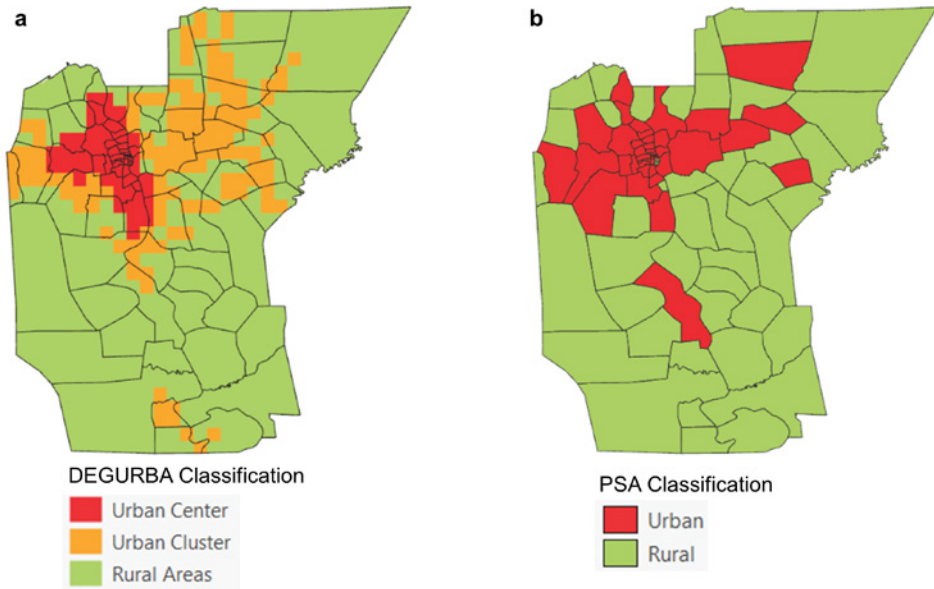 a
b
DEGURBA Classification
Urban Center
Urban Cluster
Rural Areas
PSA Classification
Urban
Rural